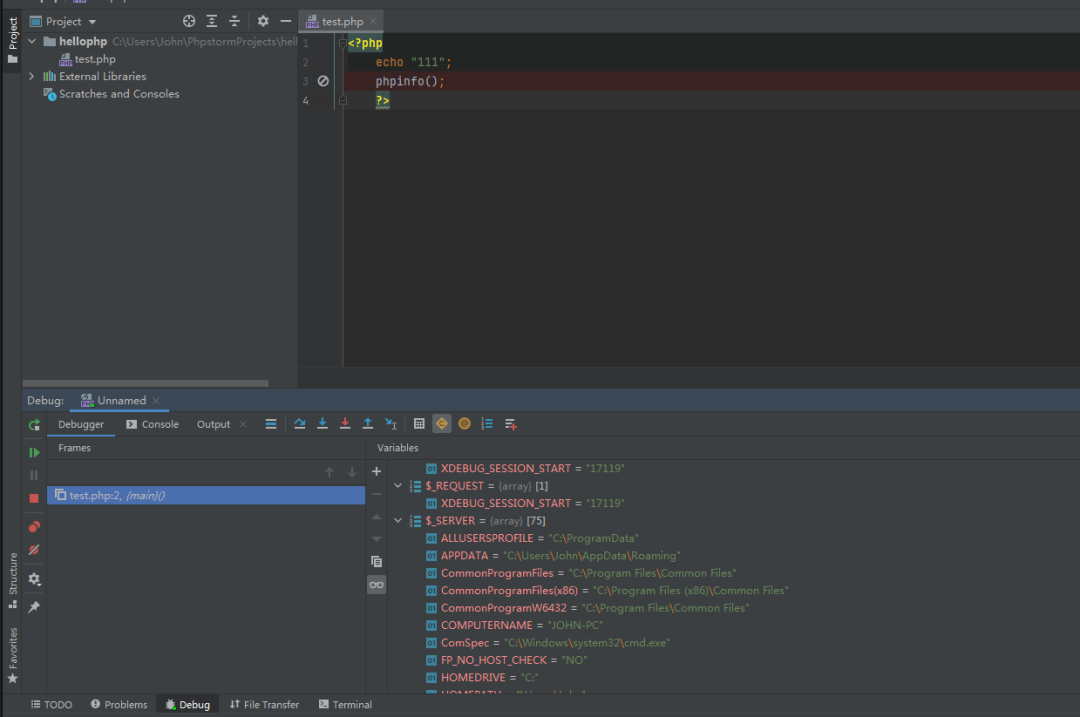 Project
Project
test.php
hellophp C:\Users\John\PhpstormProjects\hell
test.php
External Libraries
Scratches and Consoles
1 <?php
2 echo "111";
3 phpinfo();
4 ?>
Debug: Unnamed
Debugger Console Output
Frames
Variables
test.php:2, {main}()
XDEBUG_SESSION_START = "17119"
$_REQUEST = {array} [1]
XDEBUG_SESSION_START = "17119"
$_SERVER = {array} [75]
ALLUSERSPROFILE = "C:\ProgramData"
APPDATA = "C:\Users\John\AppData\Roaming"
CommonProgramFiles = "C:\Program Files\Common Files"
CommonProgramFiles(x86) = "C:\Program Files (x86)\Common Files"
CommonProgramW6432 = "C:\Program Files\Common Files"
COMPUTERNAME = "JOHN-PC"
ComSpec = "C:\Windows\system32\cmd.exe"
FP_NO_HOST_CHECK = "NO"
HOMEDRIVE = "C:"
Structure
Favorites
TODO Problems Debug File Transfer Terminal